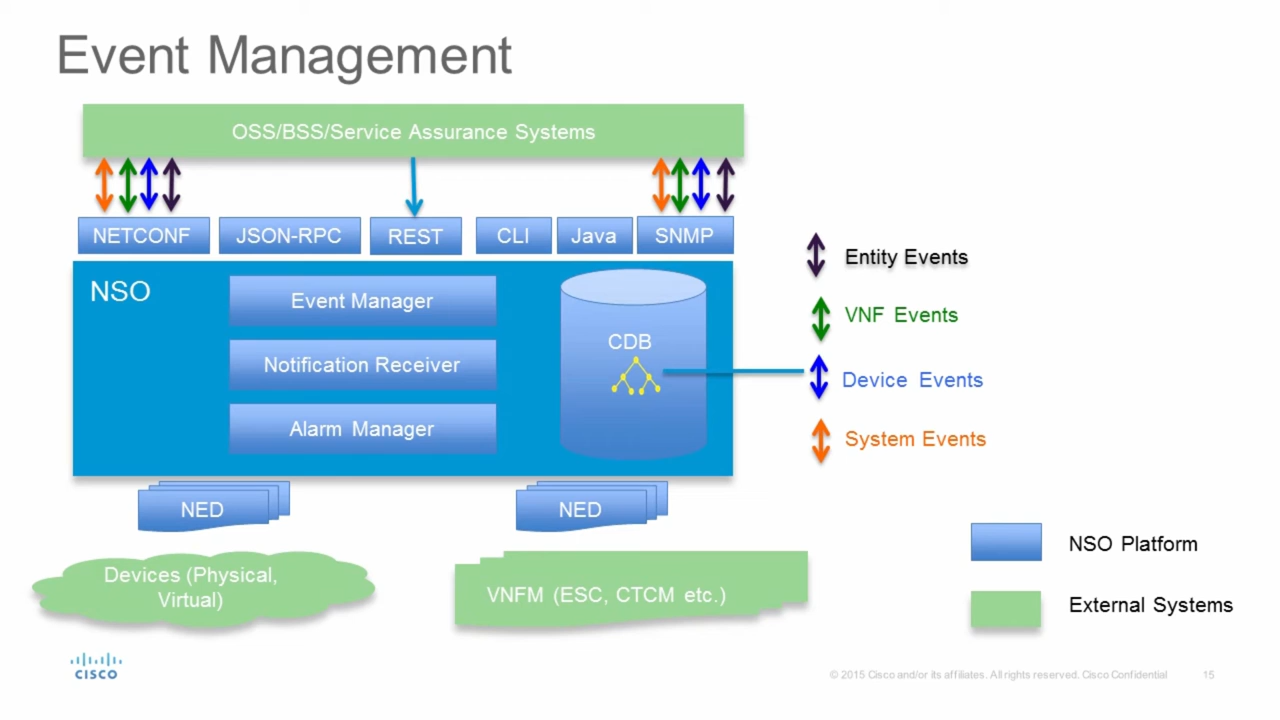 Event Management
OSS/BSS/Service Assurance Systems
NETCONF
JSON-RPC
REST
CLI
Java
SNMP
NSO
Event Manager
Notification Receiver
Alarm Manager
CDB
Entity Events
VNF Events
Device Events
System Events
NED
NED
Devices (Physical,
Virtual)
VNFM (ESC, CTCM etc.)
NSO Platform
External Systems
CISCO
© 2015 Cisco and/or its affiliates. All rights reserved. Cisco Confidential
15